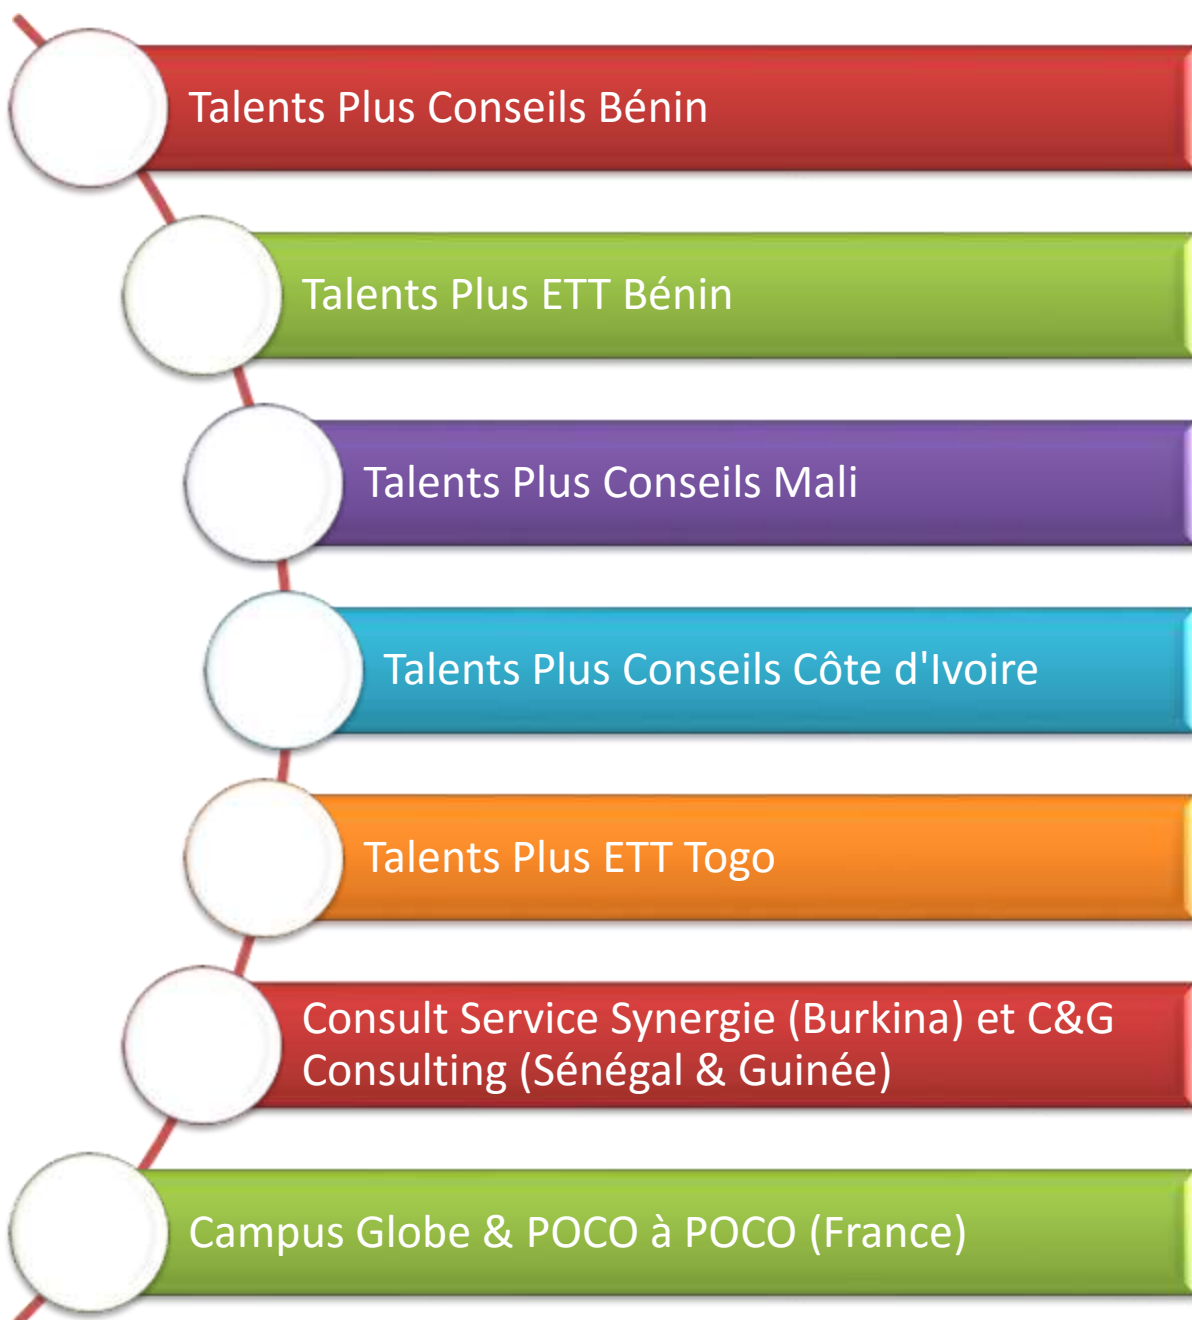 Talents Plus Conseils Bénin
Talents Plus ETT Bénin
Talents Plus Conseils Mali
Talents Plus Conseils Côte d'Ivoire
Talents Plus ETT Togo
Consult Service Synergie (Burkina) et C&G
Consulting (Sénégal & Guinée)
Campus Globe & POCO à POCO (France)